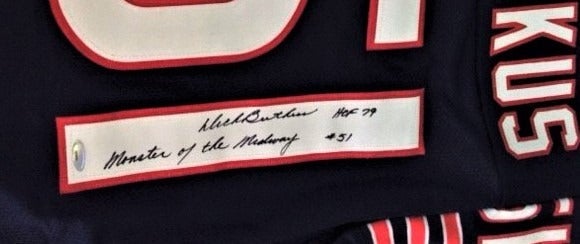 Dick Butkus HOF 79
Monster of the Midway #51
KUS